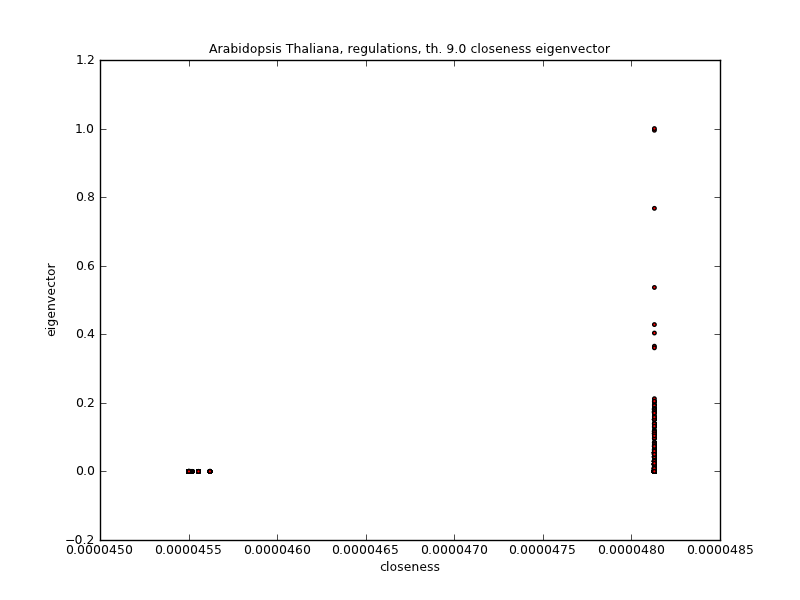 Arabidopsis Thaliana, regulations, th. 9.0 closeness eigenvector
1.2
1.0
0.8
0.6
0.4
0.2
0.0
−0.2
eigenvector
0.0000450 0.0000455 0.0000460 0.0000465 0.0000470 0.0000475 0.0000480 0.0000485
closeness